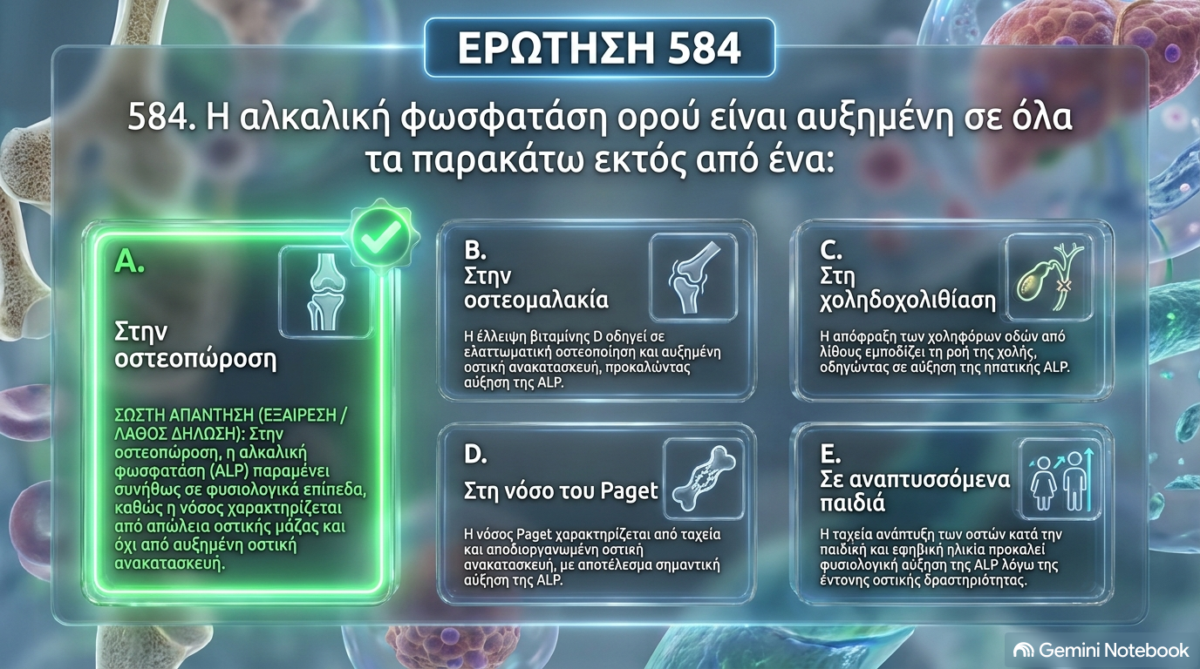 ΕΡΩΤΗΣΗ 584
584. Η αλκαλική φωσφατάση ορού είναι αυξημένη σε όλα
τα παρακάτω εκτός από ένα:
A.
Στην
οστεοπώροση
ΣΩΣΤΗ ΑΠΑΝΤΗΣΗ (ΕΞΑΙΡΕΣΗ /
ΛΑΘΟΣ ΔΗΛΩΣΗ): Στην
οστεοπώροση, η αλκαλική
φωσφατάση (ALP) παραμένει
συνήθως σε φυσιολογικά επίπεδα,
καθώς η νόσος χαρακτηρίζεται
από απώλεια οστικής μάζας και
όχι από αυξημένη οστική
ανακατασκευή.
B.
Στην
οστεομαλακία
Η έλλειψη βιταμίνης D οδηγεί σε
ελαττωματική οστεοποίηση και αυξημένη
οστική ανακατασκευή, προκαλώντας
αύξηση της ALP.
C.
Στη
χοληδοχολιθίαση
Η απόφραξη των χοληφόρων οδών από
λίθους εμποδίζει τη ροή της χολής,
οδηγώντας σε αύξηση της ηπατικής ALP.
D.
Στη νόσο του Paget
Η νόσος Paget χαρακτηρίζεται από ταχεία
και αποδιοργανωμένη οστική
ανακατασκευή, με αποτέλεσμα σημαντική
αύξηση της ALP.
E.
Σε αναπτυσσόμενα
παιδιά
Η ταχεία ανάπτυξη των οστών κατά την
παιδική και εφηβική ηλικία προκαλεί
φυσιολογική αύξηση της ALP λόγω της
έντονης οστικής δραστηριότητας.
Gemini Notebook